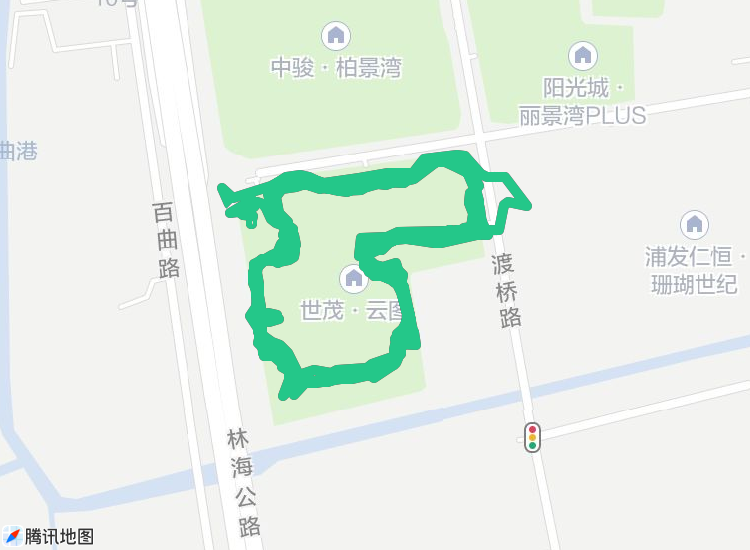 10号
中骏·柏景湾
阳光城·
丽景湾PLUS
曲港
百曲路
浦发仁恒·
珊瑚世纪
渡桥路
世茂·云图
林海公路
腾讯地图